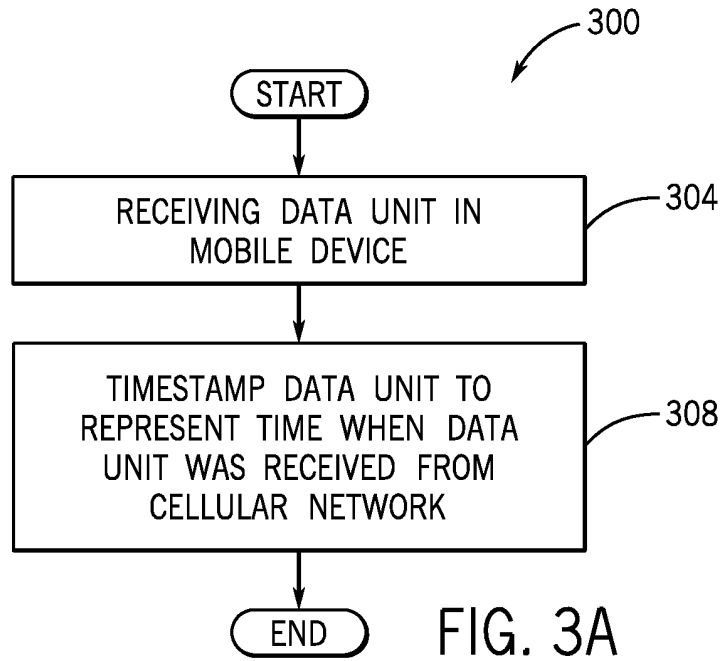 300
START
RECEIVING DATA UNIT IN
MOBILE DEVICE
304
TIMESTAMP DATA UNIT TO
REPRESENT TIME WHEN DATA
UNIT WAS RECEIVED FROM
CELLULAR NETWORK
308
END
FIG. 3A